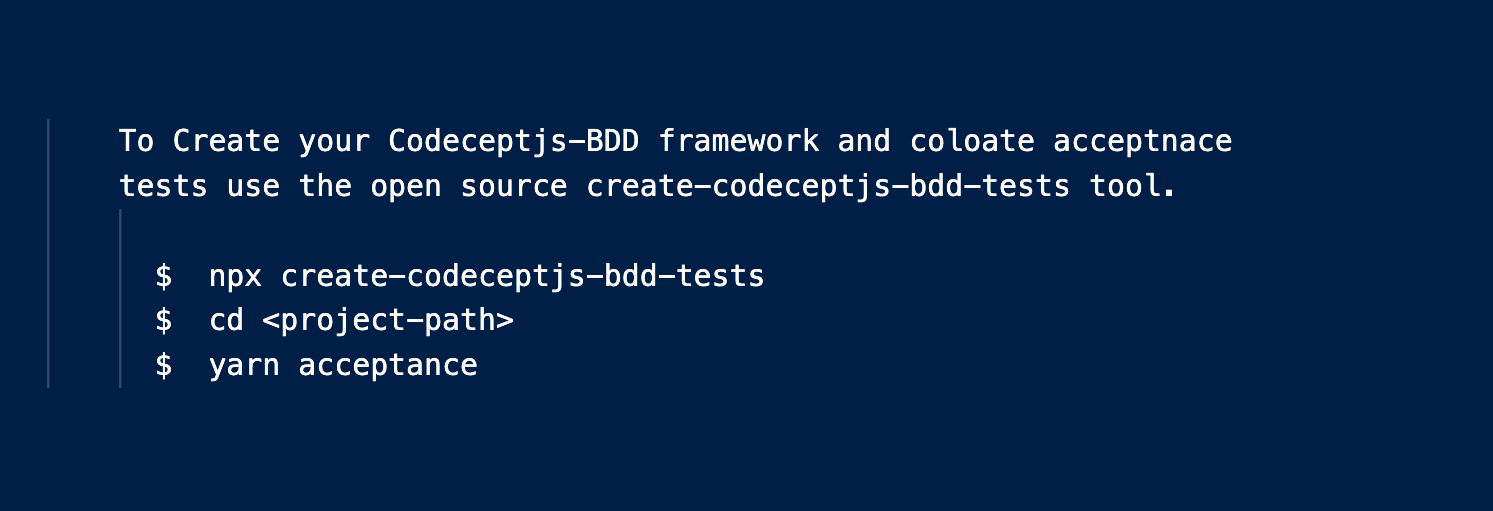 To Create your Codeceptjs-BDD framework and coloate acceptnace
tests use the open source create-codeceptjs-bdd-tests tool.
$  npx create-codeceptjs-bdd-tests
$  cd <project-path>
$  yarn acceptance